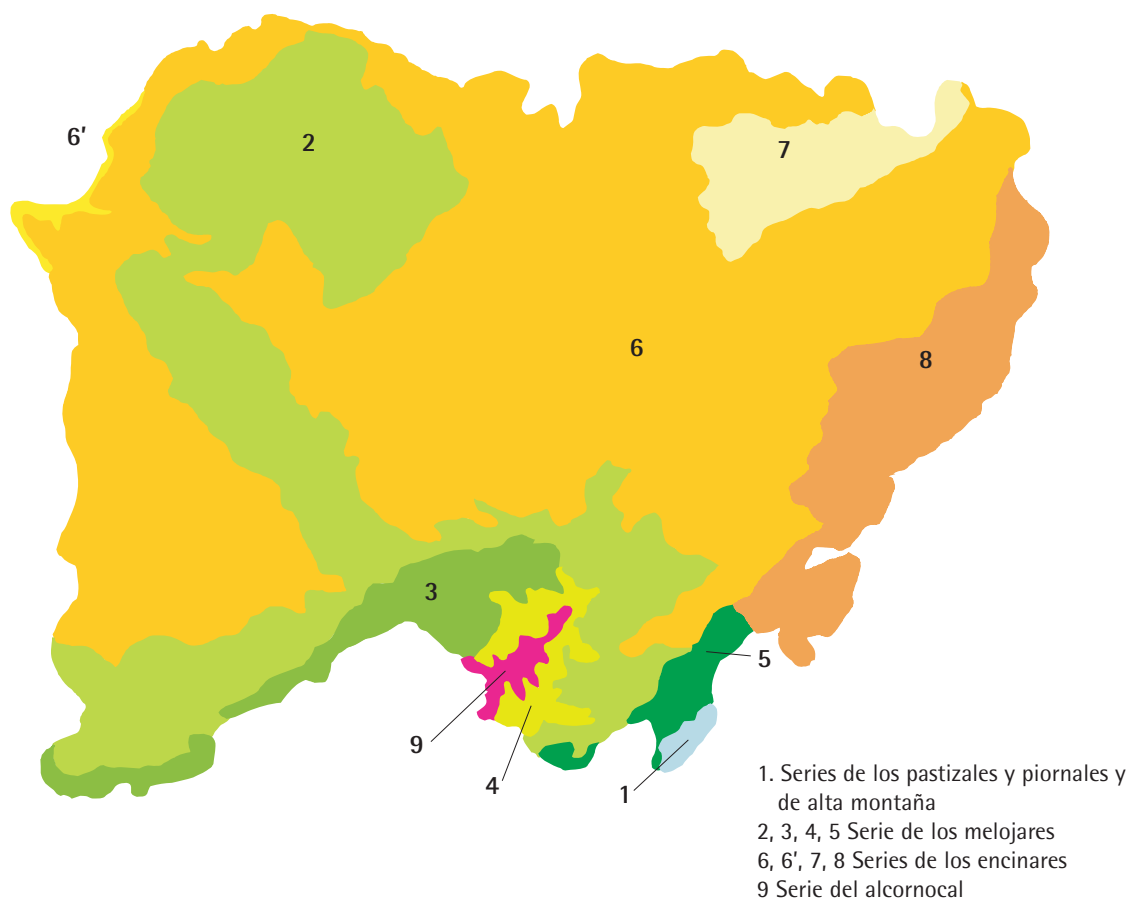 6'
2
7
6
8
3
5
9
4
1
1. Series de los pastizales y piornales y
de alta montaña
2, 3, 4, 5 Serie de los melojares
6, 6', 7, 8 Series de los encinares
9 Serie del alcornocal